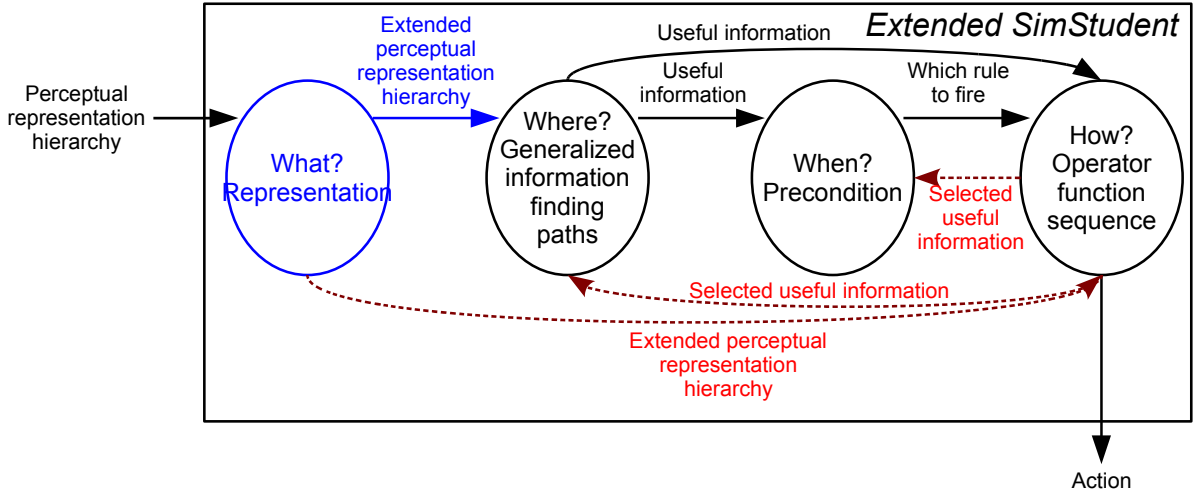 Extended SimStudent
Extended
perceptual
representation
hierarchy
Useful information
Useful
information
Which rule
to fire
Perceptual
representation
hierarchy
What?
Representation
Where?
Generalized
information
finding
paths
When?
Precondition
How?
Operator
function
sequence
Selected
useful
information
Selected useful information
Extended perceptual
representation
hierarchy
Action